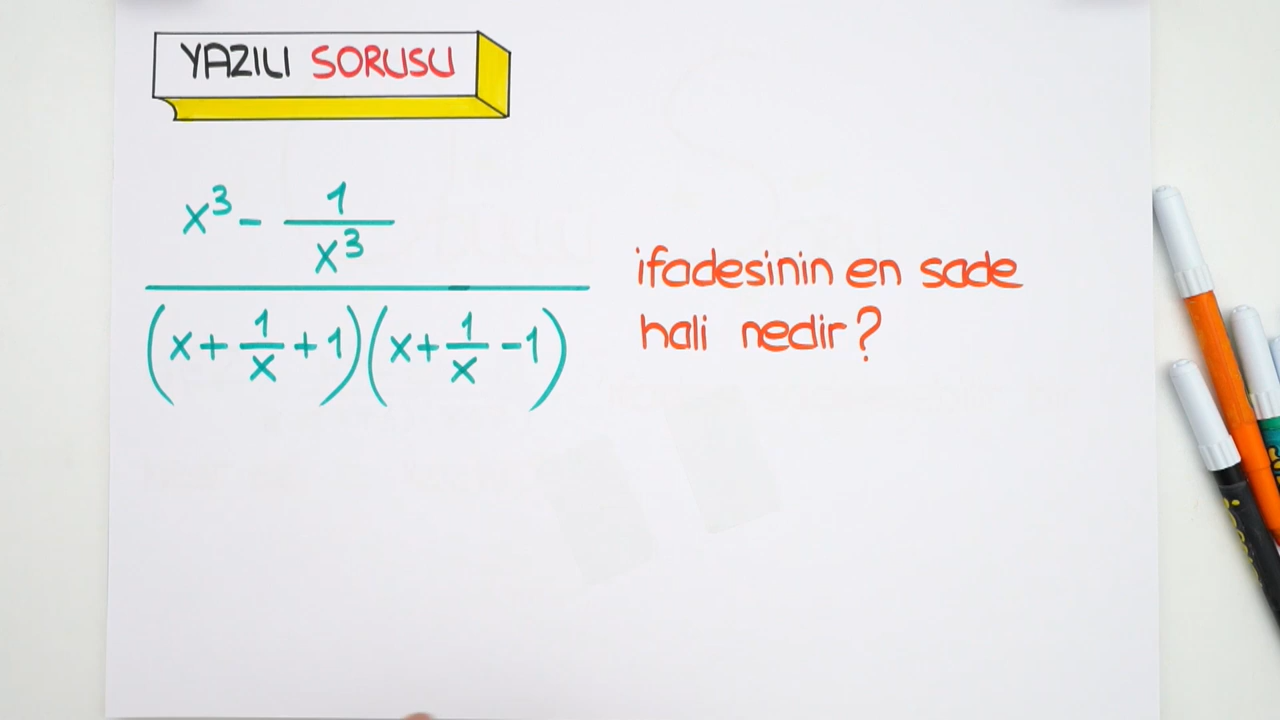 YAZILI SORUSU
x³ - 1/x³
(x + 1/x + 1)(x + 1/x - 1)
ifadesinin en sade
hali nedir?